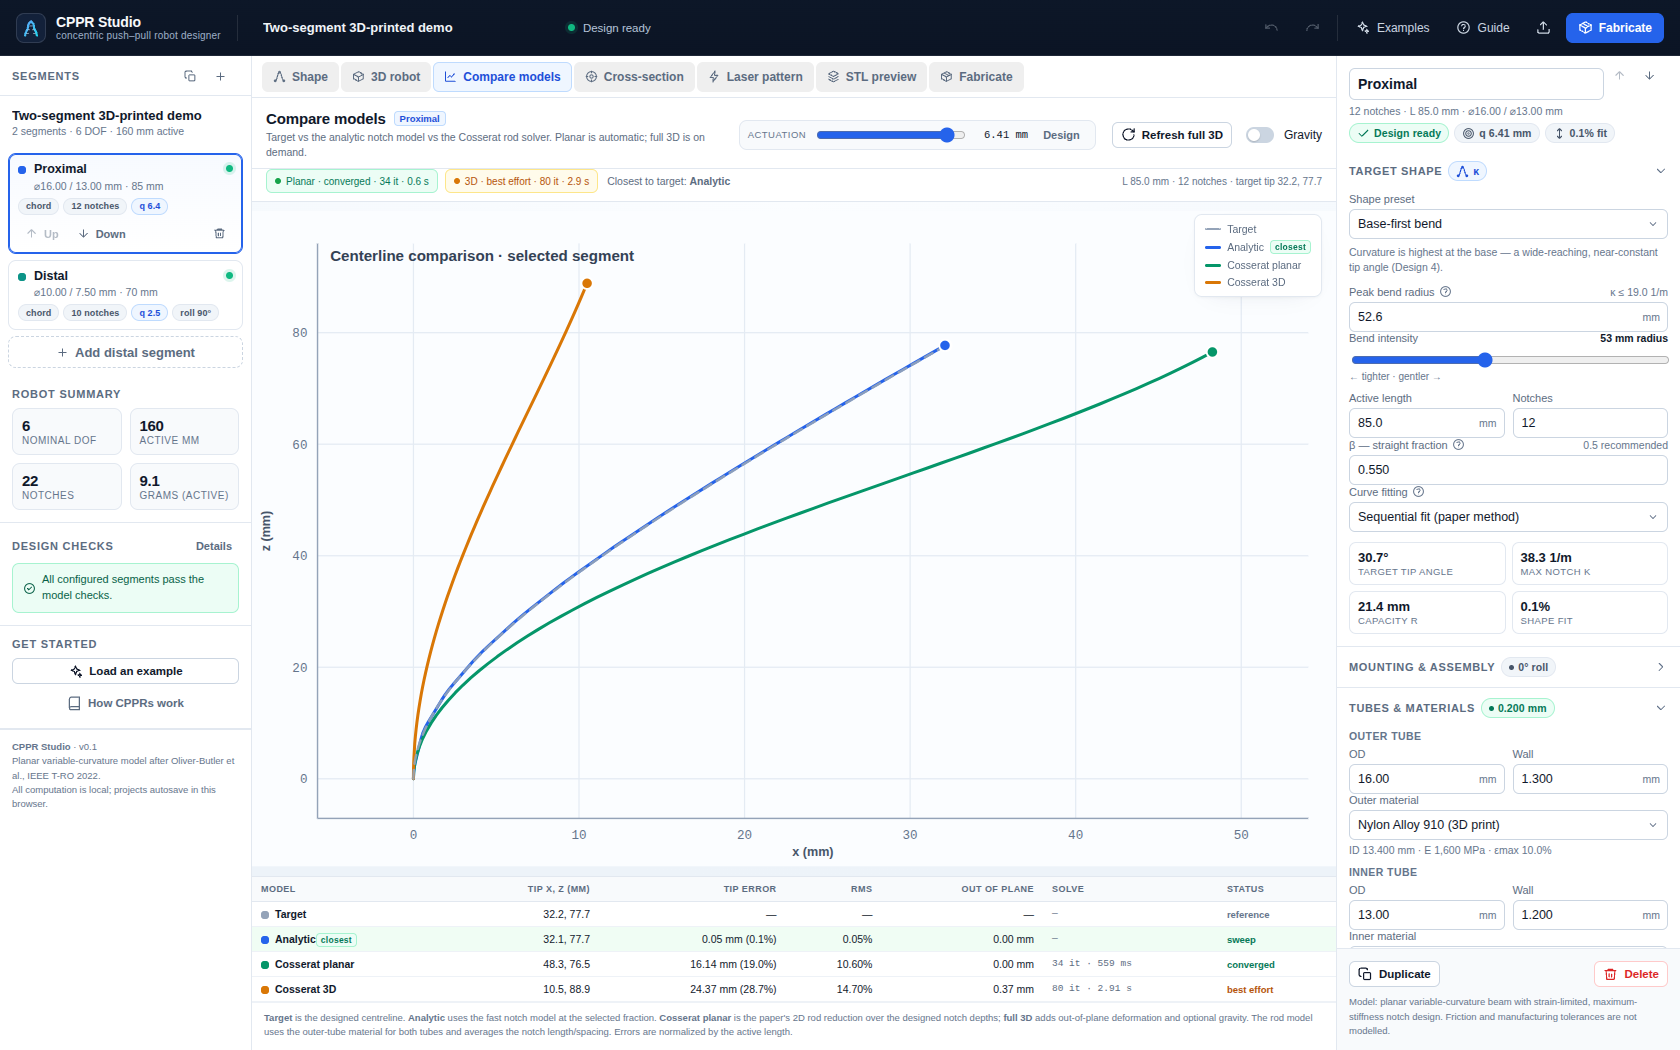 CPPR Studio
concentric push–pull robot designer
Two-segment 3D-printed demo
Design ready
Examples
Guide
Fabricate
SEGMENTS
Two-segment 3D-printed demo
2 segments · 6 DOF · 160 mm active
Proximal
⌀16.00 / 13.00 mm · 85 mm
chord 12 notches q 6.4
Up Down
Distal
⌀10.00 / 7.50 mm · 70 mm
chord 10 notches q 2.5 roll 90°
Add distal segment
ROBOT SUMMARY
6 160
NOMINAL DOF ACTIVE MM
22 9.1
NOTCHES GRAMS (ACTIVE)
DESIGN CHECKS Details
All configured segments pass the
model checks.
GET STARTED
Load an example
How CPPRs work
CPPR Studio · v0.1
Planar variable-curvature model after Oliver-Butler et
al., IEEE T-RO 2022.
All computation is local; projects autosave in this
browser.
Shape 3D robot Compare models Cross-section Laser pattern STL preview Fabricate
Compare models Proximal
Target vs the analytic notch model vs the Cosserat rod solver. Planar is automatic; full 3D is on
demand.
ACTUATION 6.41 mm Design
Refresh full 3D
Gravity
Planar · converged · 34 it · 0.6 s
3D · best effort · 80 it · 2.9 s
Closest to target: Analytic
L 85.0 mm · 12 notches · target tip 32.2, 77.7
Centerline comparison · selected segment
Target
Analytic closest
Cosserat planar
Cosserat 3D
80
60
40
20
0
z (mm)
0 10 20 30 40 50
x (mm)
MODEL TIP X, Z (MM) TIP ERROR RMS OUT OF PLANE SOLVE STATUS
Target 32.2, 77.7 — — — — reference
Analytic closest 32.1, 77.7 0.05 mm (0.1%) 0.05% 0.00 mm — sweep
Cosserat planar 48.3, 76.5 16.14 mm (19.0%) 10.60% 0.00 mm 34 it · 559 ms converged
Cosserat 3D 10.5, 88.9 24.37 mm (28.7%) 14.70% 0.37 mm 80 it · 2.91 s best effort
Target is the designed centreline. Analytic uses the fast notch model at the selected fraction. Cosserat planar is the paper's 2D rod reduction over the designed notch depths; full 3D adds out-of-plane deformation and optional gravity. The rod model
uses the outer-tube material for both tubes and averages the notch length/spacing. Errors are normalized by the active length.
Proximal
12 notches · L 85.0 mm · ⌀16.00 / ⌀13.00 mm
Design ready q 6.41 mm 0.1% fit
TARGET SHAPE κ
Shape preset
Base-first bend
Curvature is highest at the base — a wide-reaching, near-constant
tip angle (Design 4).
Peak bend radius κ ≤ 19.0 1/m
52.6 mm
Bend intensity 53 mm radius
← tighter · gentler →
Active length Notches
85.0 mm 12
β — straight fraction 0.5 recommended
0.550
Curve fitting
Sequential fit (paper method)
30.7° 38.3 1/m
TARGET TIP ANGLE MAX NOTCH Κ
21.4 mm 0.1%
CAPACITY R SHAPE FIT
MOUNTING & ASSEMBLY 0° roll
TUBES & MATERIALS 0.200 mm
OUTER TUBE
OD Wall
16.00 mm 1.300 mm
Outer material
Nylon Alloy 910 (3D print)
ID 13.400 mm · E 1,600 MPa · εmax 10.0%
INNER TUBE
OD Wall
13.00 mm 1.200 mm
Inner material
Duplicate Delete
Model: planar variable-curvature beam with strain-limited, maximum-
stiffness notch design. Friction and manufacturing tolerances are not
modelled.